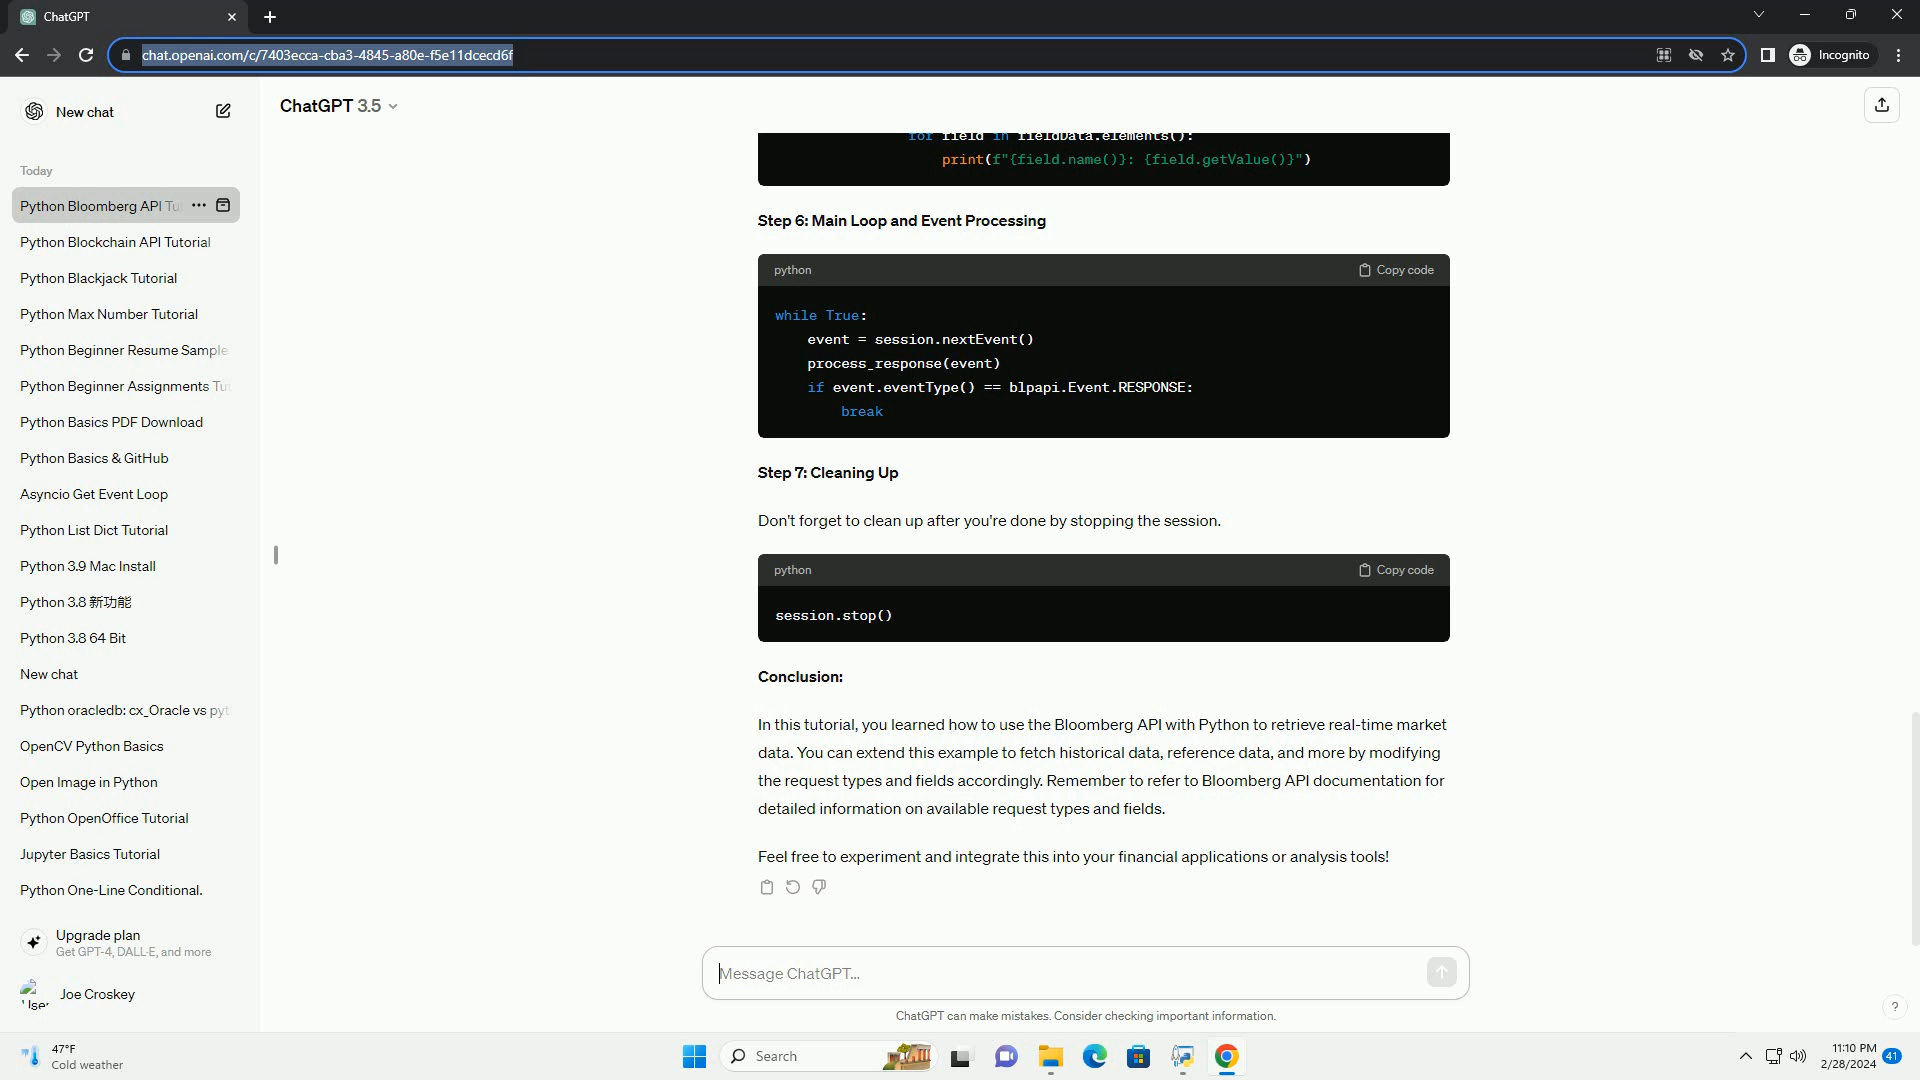 ChatGPT
chat.openai.com/c/7403ecca-cba3-4845-a80e-f5e11dcecd6f
Incognito
New chat
ChatGPT 3.5
Today
Python Bloomberg API Tu
Python Blockchain API Tutorial
Python Blackjack Tutorial
Python Max Number Tutorial
Python Beginner Resume Sample
Python Beginner Assignments Tu
Python Basics PDF Download
Python Basics & GitHub
Asyncio Get Event Loop
Python List Dict Tutorial
Python 3.9 Mac Install
Python 3.8 新功能
Python 3.8 64 Bit
New chat
Python oracledb: cx_Oracle vs pyt
OpenCV Python Basics
Open Image in Python
Python OpenOffice Tutorial
Jupyter Basics Tutorial
Python One-Line Conditional.
Upgrade plan
Get GPT-4, DALL·E, and more
User
Joe Croskey
for field in fieldData.elements():
print(f"{field.name()}: {field.getValue()}")
Step 6: Main Loop and Event Processing
python Copy code
while True:
event = session.nextEvent()
process_response(event)
if event.eventType() == blpapi.Event.RESPONSE:
break
Step 7: Cleaning Up
Don't forget to clean up after you're done by stopping the session.
python Copy code
session.stop()
Conclusion:
In this tutorial, you learned how to use the Bloomberg API with Python to retrieve real-time market
data. You can extend this example to fetch historical data, reference data, and more by modifying
the request types and fields accordingly. Remember to refer to Bloomberg API documentation for
detailed information on available request types and fields.
Feel free to experiment and integrate this into your financial applications or analysis tools!
Message ChatGPT...
ChatGPT can make mistakes. Consider checking important information.
?
47°F
Cold weather
Search
11:10 PM
2/28/2024
41